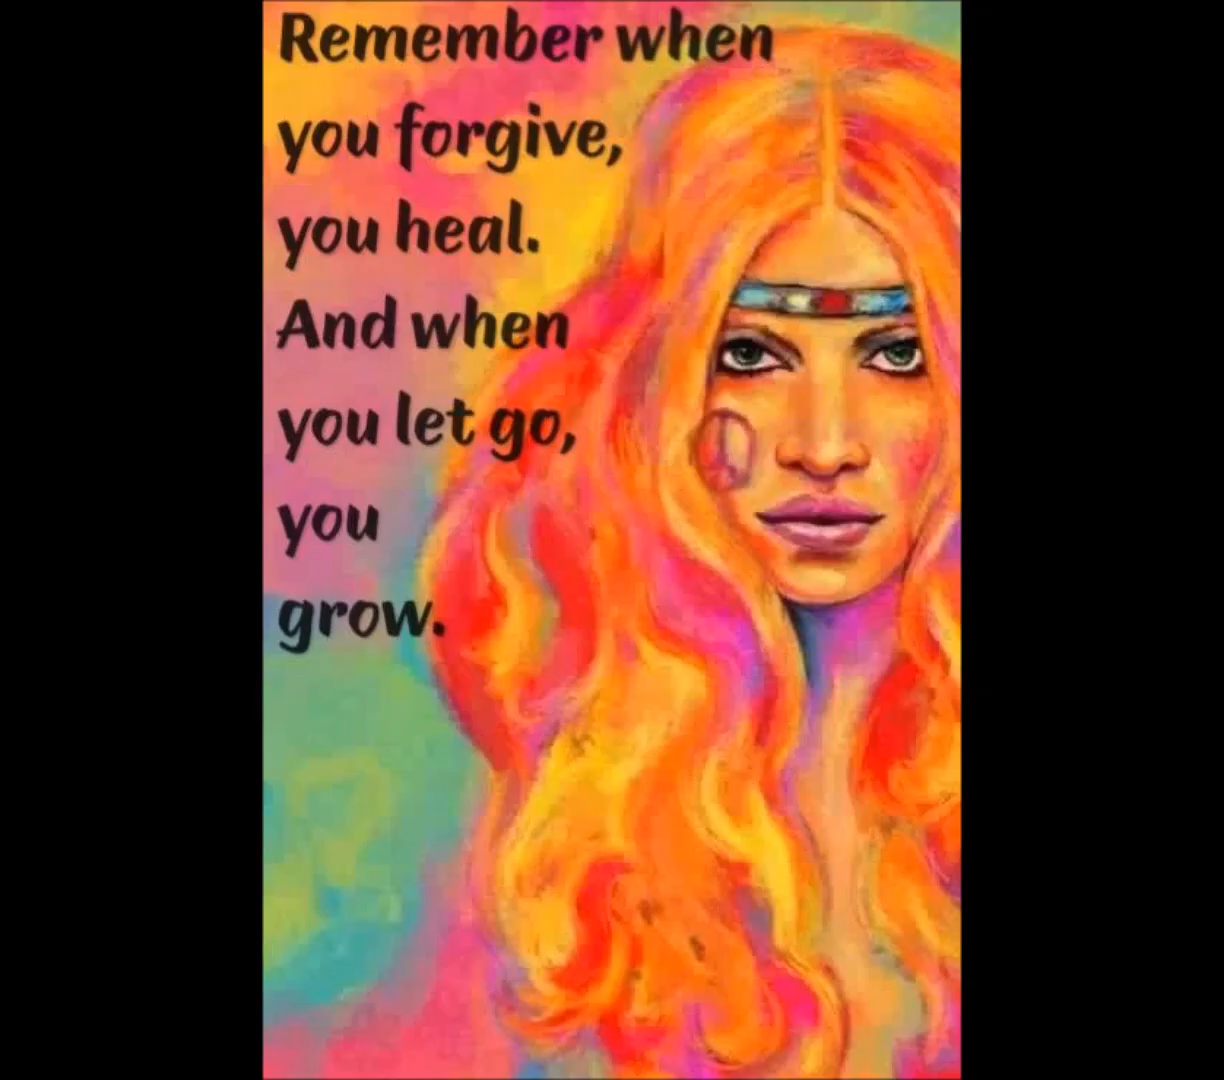 Remember when
you forgive,
you heal.
And when
you let go,
you
grow.